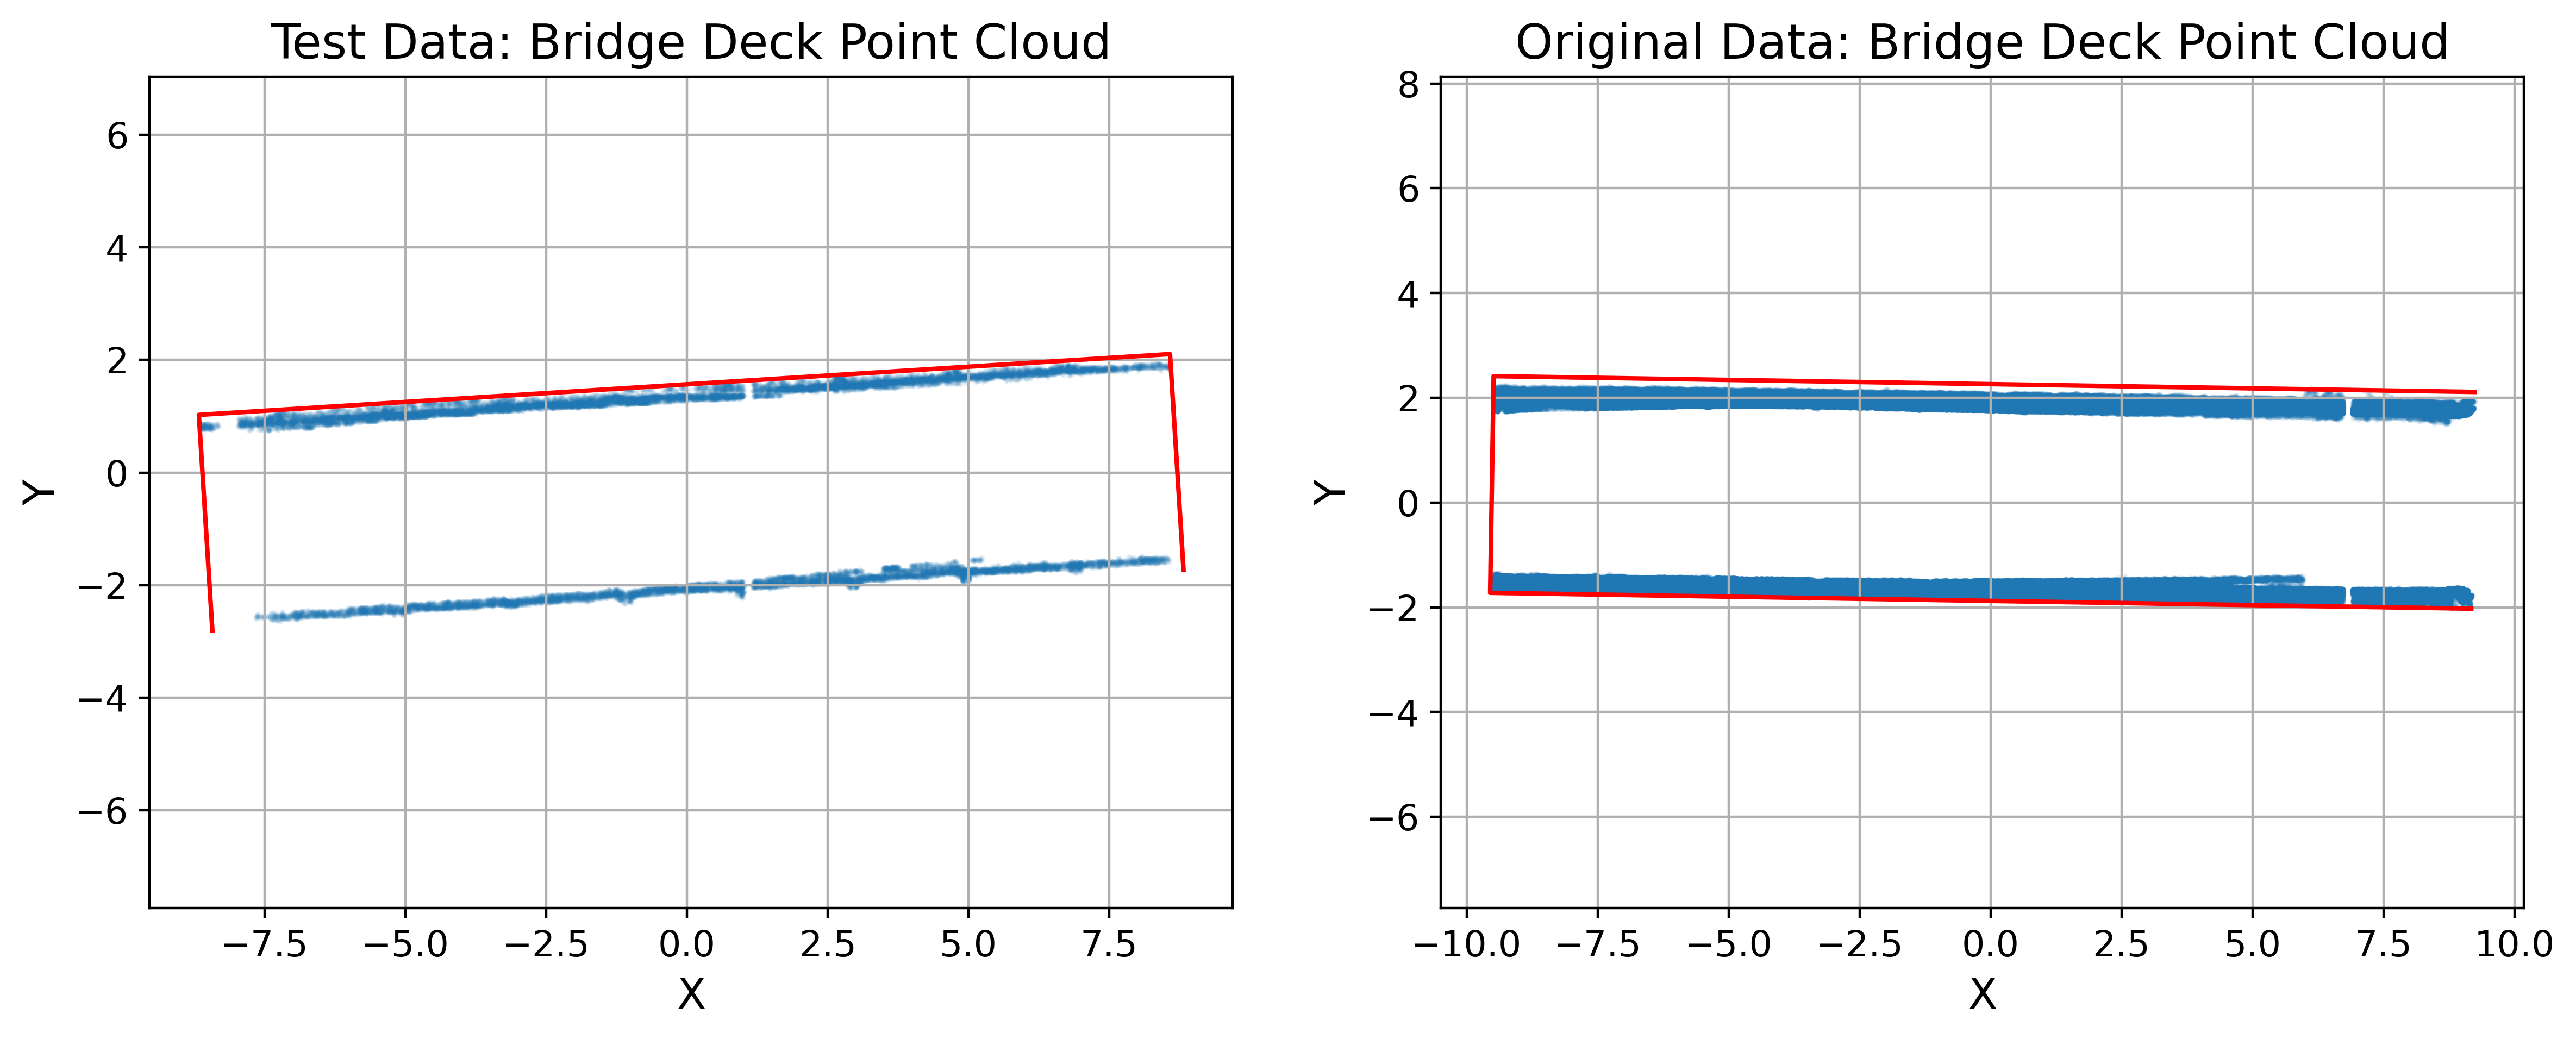 Test Data: Bridge Deck Point Cloud
6
4
2
0
−2
−4
−6
Y
−7.5 −5.0 −2.5 0.0 2.5 5.0 7.5
X
Original Data: Bridge Deck Point Cloud
8
6
4
2
0
−2
−4
−6
Y
−10.0 −7.5 −5.0 −2.5 0.0 2.5 5.0 7.5 10.0
X